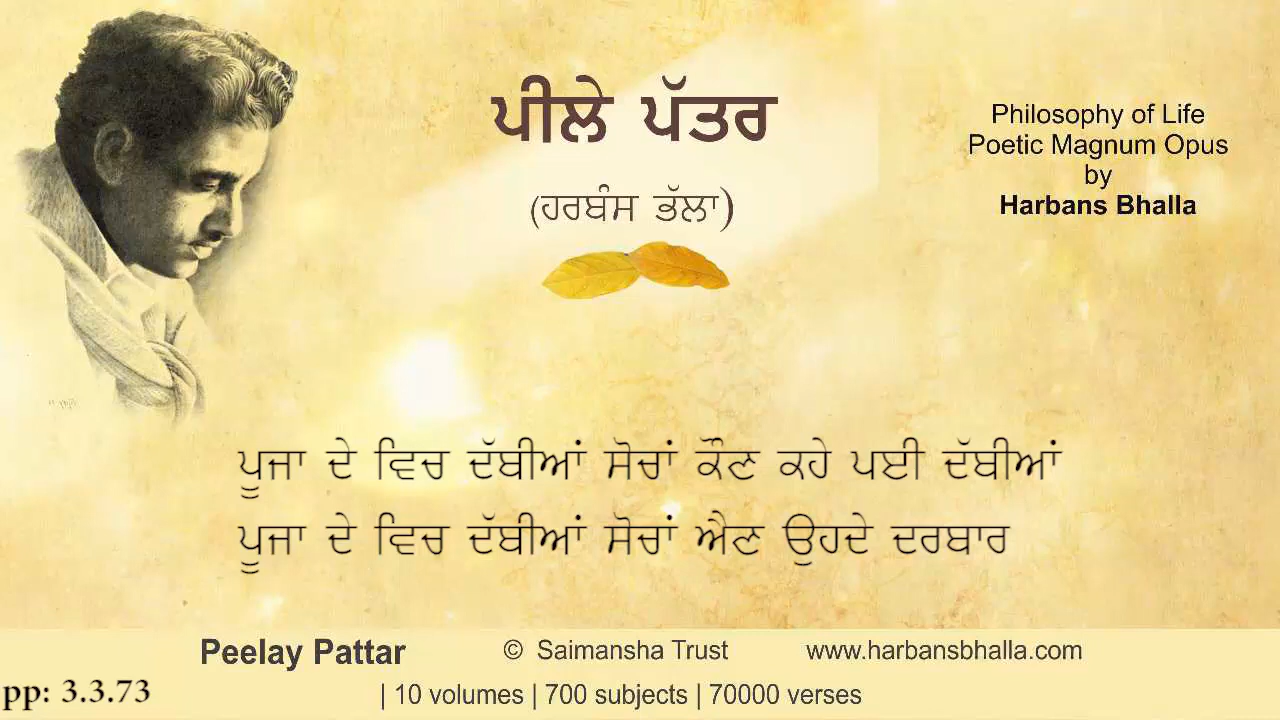 ਪੀਲੇ ਪੱਤਰ
(ਹਰਬੰਸ ਭੱਲਾ)
Philosophy of Life
Poetic Magnum Opus
by
Harbans Bhalla
ਪੂਜਾ ਦੇ ਵਿਚ ਦੱਬੀਆਂ ਸੋਚਾਂ ਕੌਣ ਕਹੇ ਪਈ ਦੱਬੀਆਂ
ਪੂਜਾ ਦੇ ਵਿਚ ਦੱਬੀਆਂ ਸੋਚਾਂ ਐਣ ਉਹਦੇ ਦਰਬਾਰ
Peelay Pattar © Saimansha Trust www.harbansbhalla.com
pp: 3.3.73 | 10 volumes | 700 subjects | 70000 verses